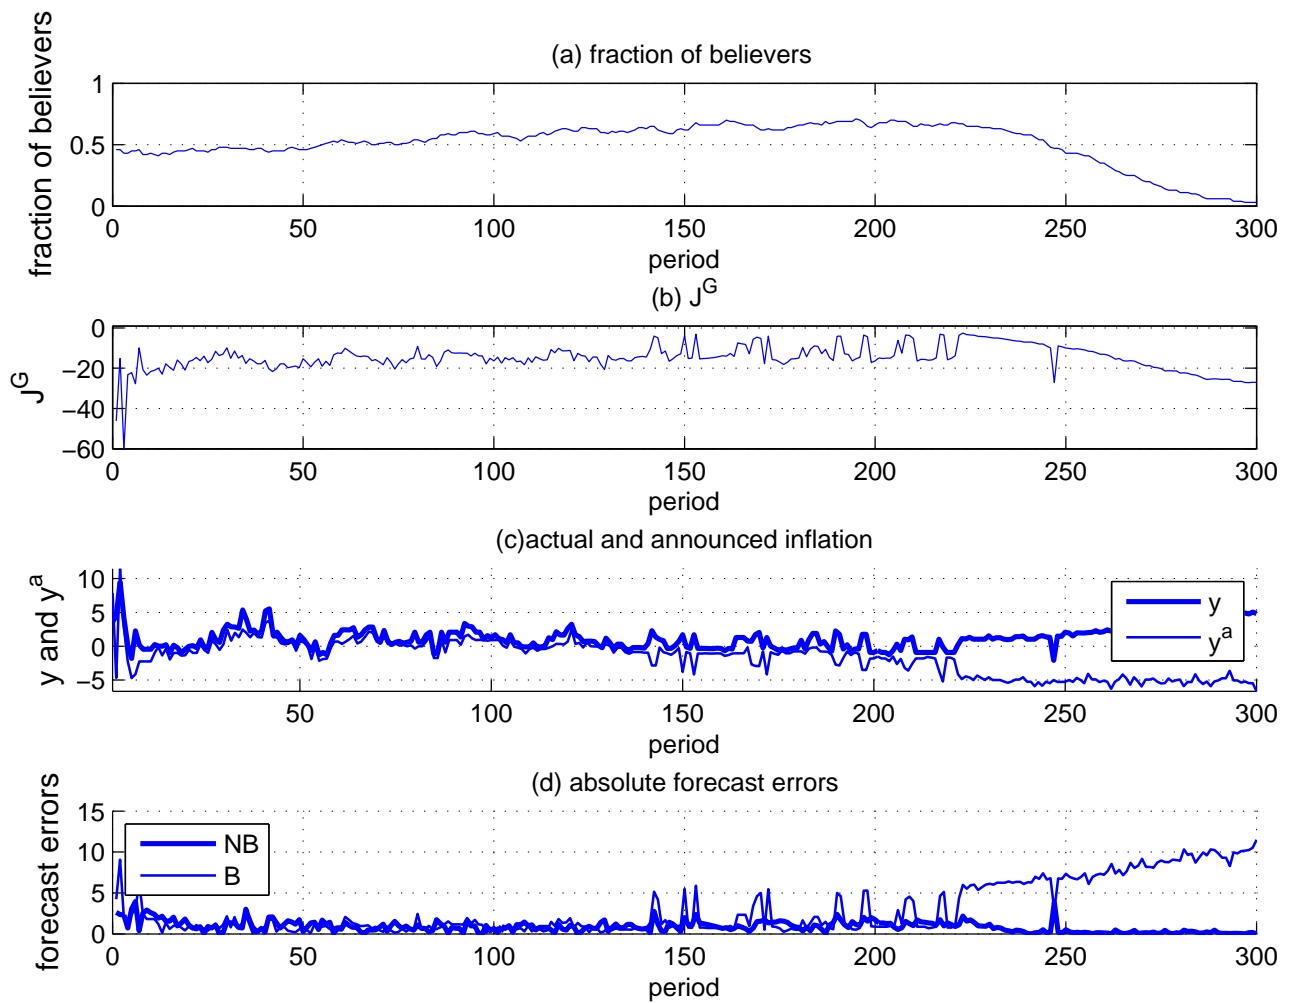 (a) fraction of believers
fraction of believers
1
0.5
0
0 50 100 150 200 250 300
period
(b) J^G
J^G
0
−20
−40
−60
0 50 100 150 200 250 300
period
(c)actual and announced inflation
y and y^a
10
5
0
−5
y
y^a
50 100 150 200 250 300
period
(d) absolute forecast errors
forecast errors
15
10
5
0
NB
B
0 50 100 150 200 250 300
period